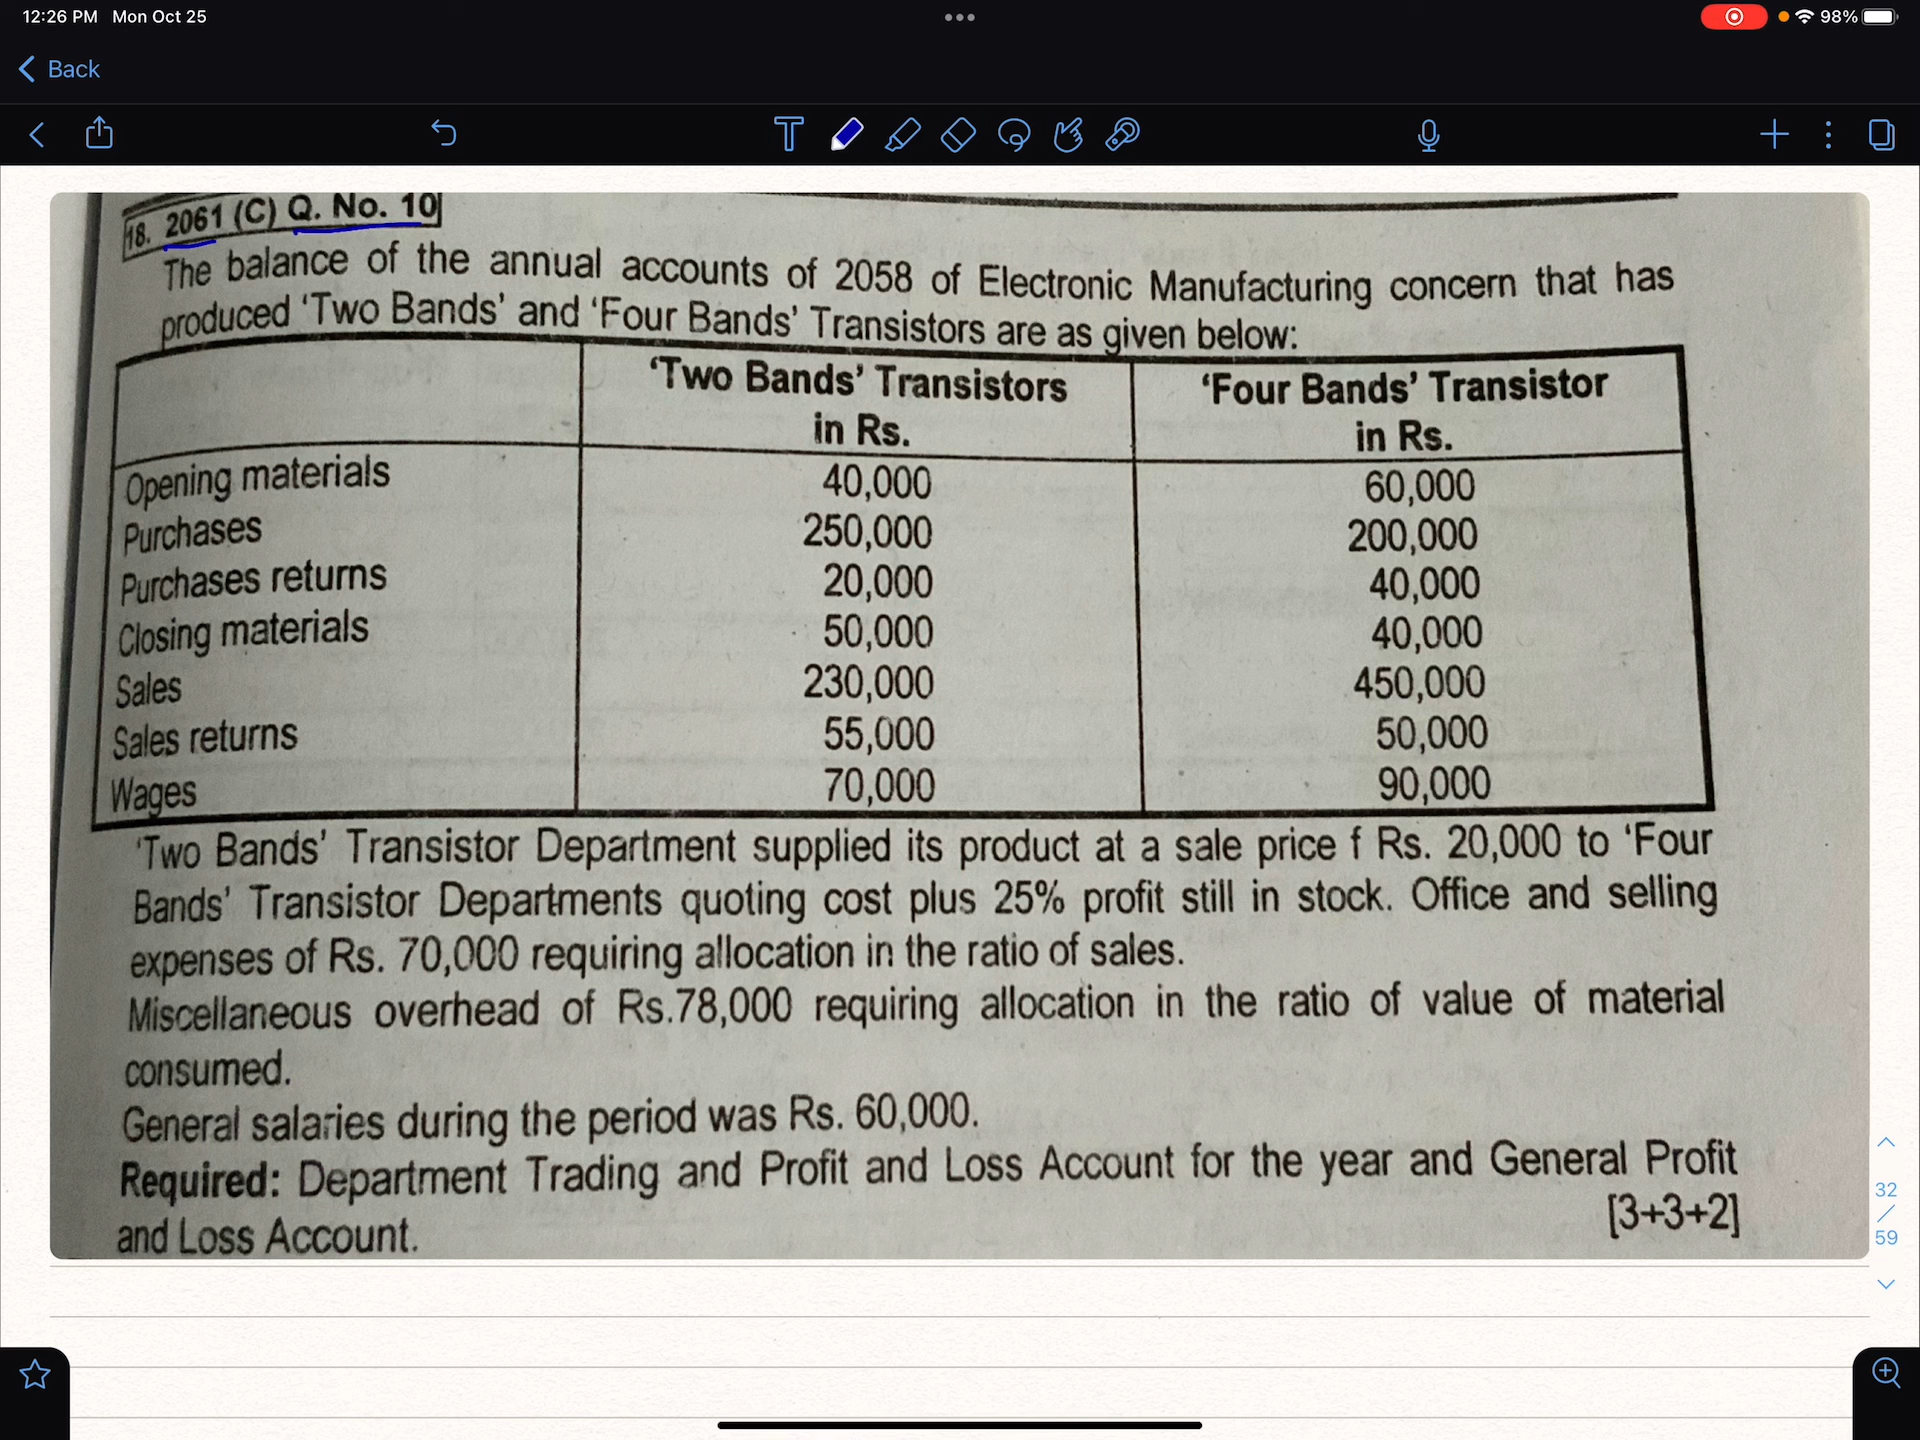 12:26 PM Mon Oct 25
98%
Back
18. 2061 (C) Q. No. 10
The balance of the annual accounts of 2058 of Electronic Manufacturing concern that has
produced 'Two Bands' and 'Four Bands' Transistors are as given below:
'Two Bands' Transistors in Rs. 'Four Bands' Transistor in Rs.
Opening materials 40,000 60,000
Purchases 250,000 200,000
Purchases returns 20,000 40,000
Closing materials 50,000 40,000
Sales 230,000 450,000
Sales returns 55,000 50,000
Wages 70,000 90,000
'Two Bands' Transistor Department supplied its product at a sale price f Rs. 20,000 to 'Four
Bands' Transistor Departments quoting cost plus 25% profit still in stock. Office and selling
expenses of Rs. 70,000 requiring allocation in the ratio of sales.
Miscellaneous overhead of Rs.78,000 requiring allocation in the ratio of value of material
consumed.
General salaries during the period was Rs. 60,000.
Required: Department Trading and Profit and Loss Account for the year and General Profit
and Loss Account. [3+3+2]
32
/
59